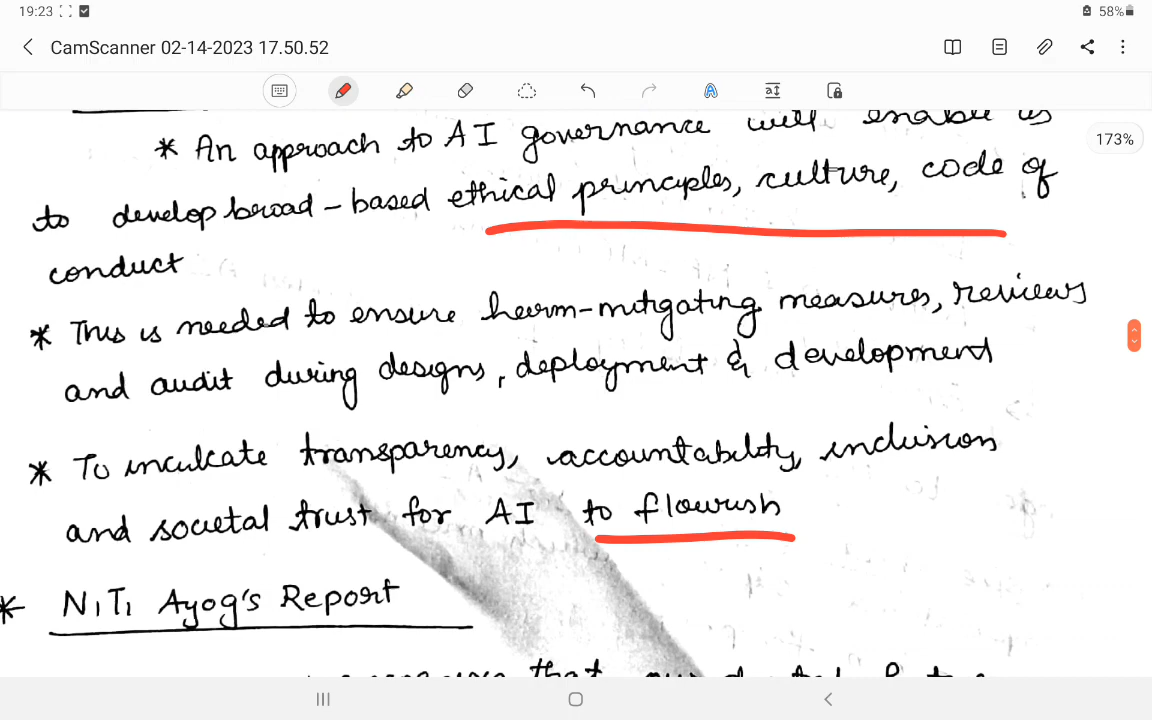 19:23
58%
CamScanner 02-14-2023 17.50.52
173%
* An approach to AI governance will enable us
to develop broad-based ethical principles, culture, code of
conduct
* This is needed to ensure harm-mitigating measures, reviews
and audit during designs, deployment & development
* To inculcate transparency, accountability, inclusion
and societal trust for AI to flourish
* NITI Ayog's Report
that our